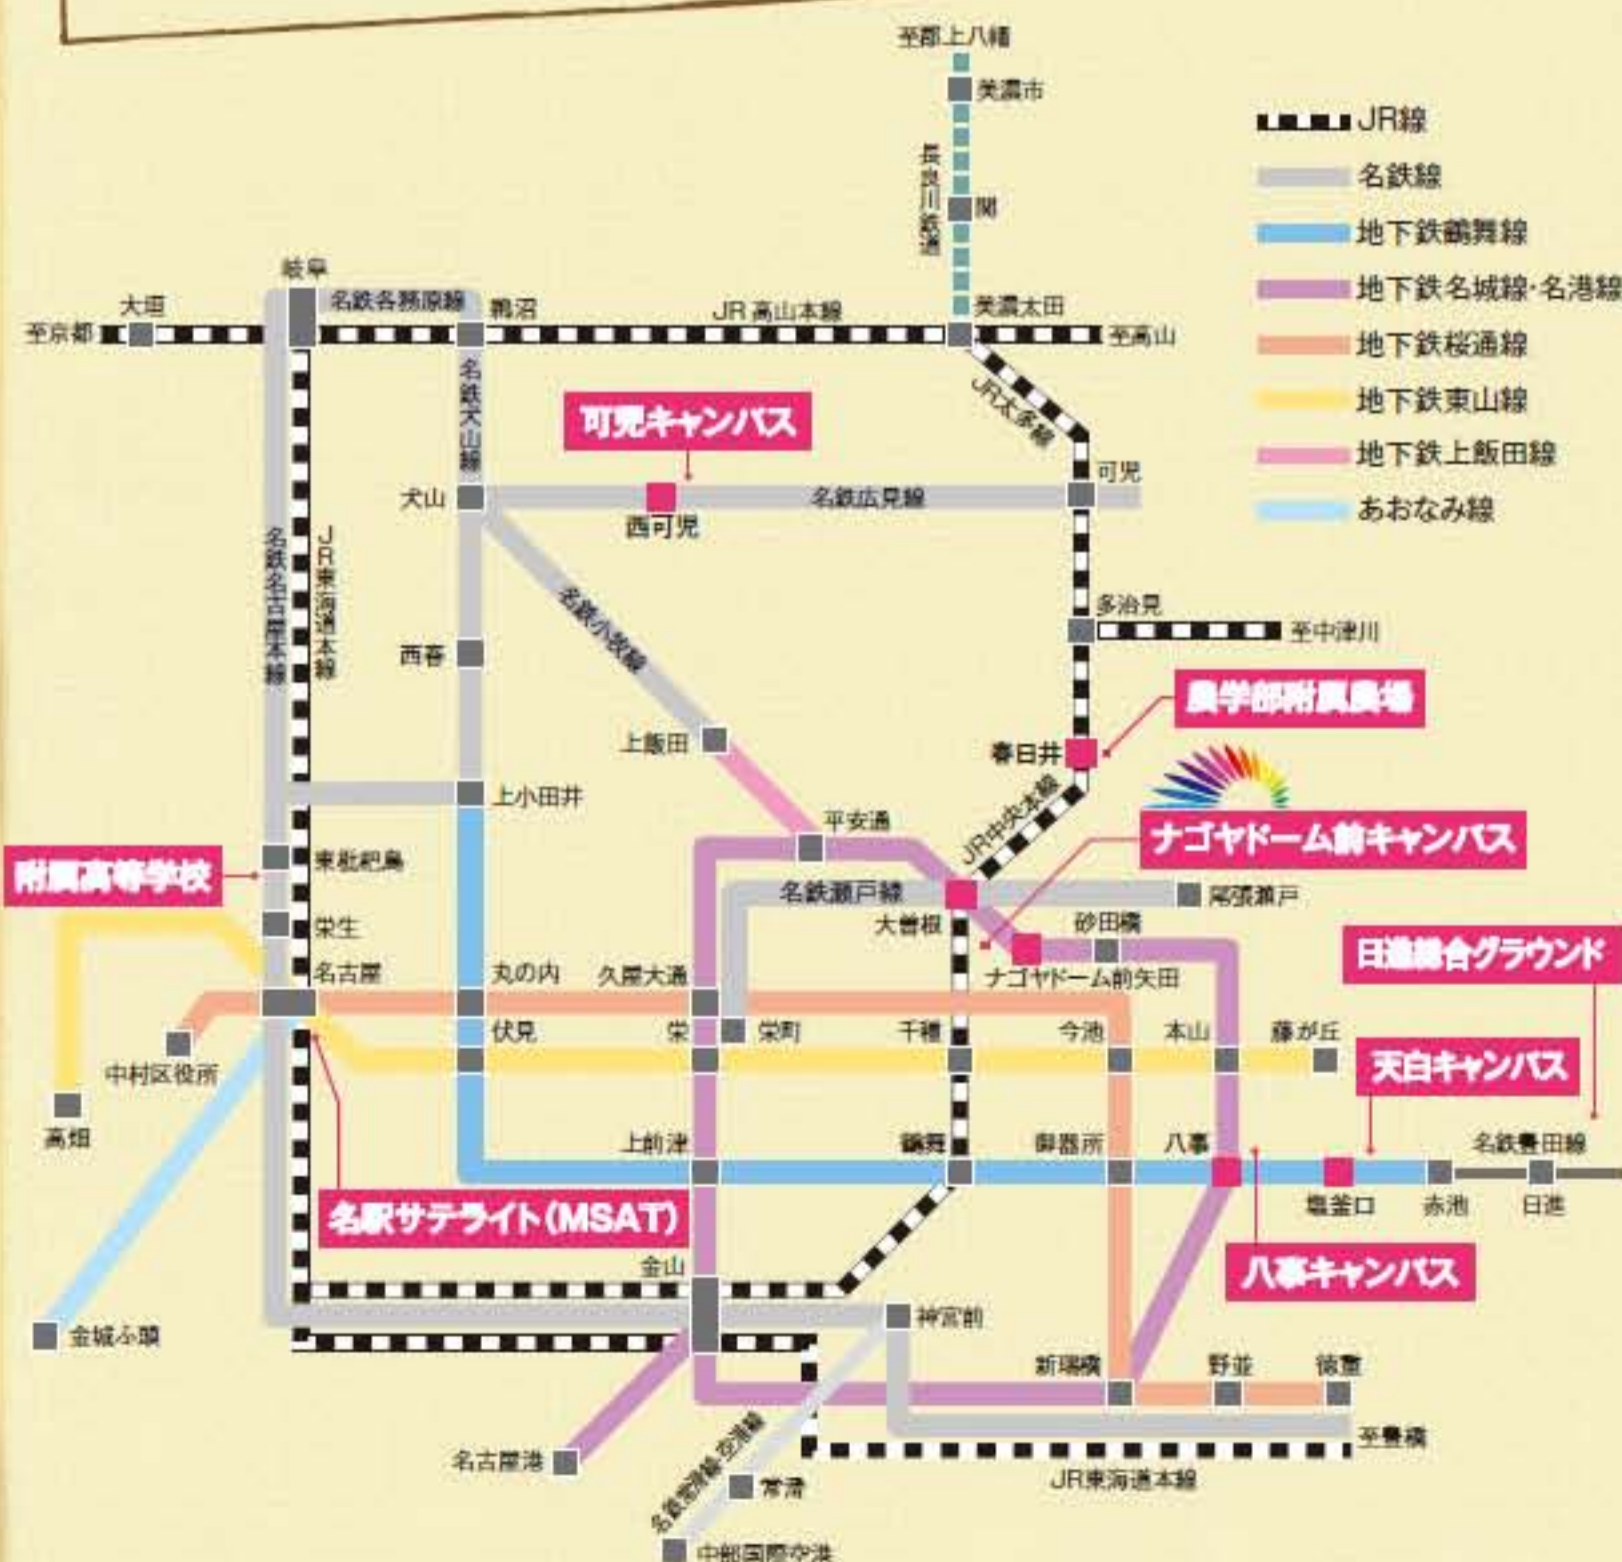 至郡上八幡
美濃市
長良川鉄道
関
美濃太田
JR線
名鉄線
地下鉄鶴舞線
地下鉄名城線・名港線
地下鉄桜通線
地下鉄東山線
地下鉄上飯田線
あおなみ線
岐阜
大垣
至京都
名鉄各務原線
鵜沼
JR高山本線
至高山
名鉄犬山線
JR太多線
可児キャンパス
可児
犬山
西可児
名鉄広見線
名鉄名古屋本線
JR東海道本線
名鉄小牧線
多治見
至中津川
西春
農学部附属農場
上飯田
春日井
上小田井
平安通
JR中央本線
ナゴヤドーム前キャンパス
附属高等学校
東枇杷島
名鉄瀬戸線
尾張瀬戸
大曽根
砂田橋
栄生
日進総合グラウンド
名古屋
丸の内
久屋大通
ナゴヤドーム前矢田
中村区役所
伏見
栄
栄町
千種
今池
本山
藤が丘
天白キャンパス
高畑
上前津
鶴舞
御器所
八事
名鉄豊田線
塩釜口
赤池
日進
名駅サテライト(MSAT)
金山
八事キャンパス
金城ふ頭
神宮前
新瑞橋
野並
徳重
至豊橋
名古屋港
名鉄常滑線・空港線
常滑
JR東海道本線
中部国際空港